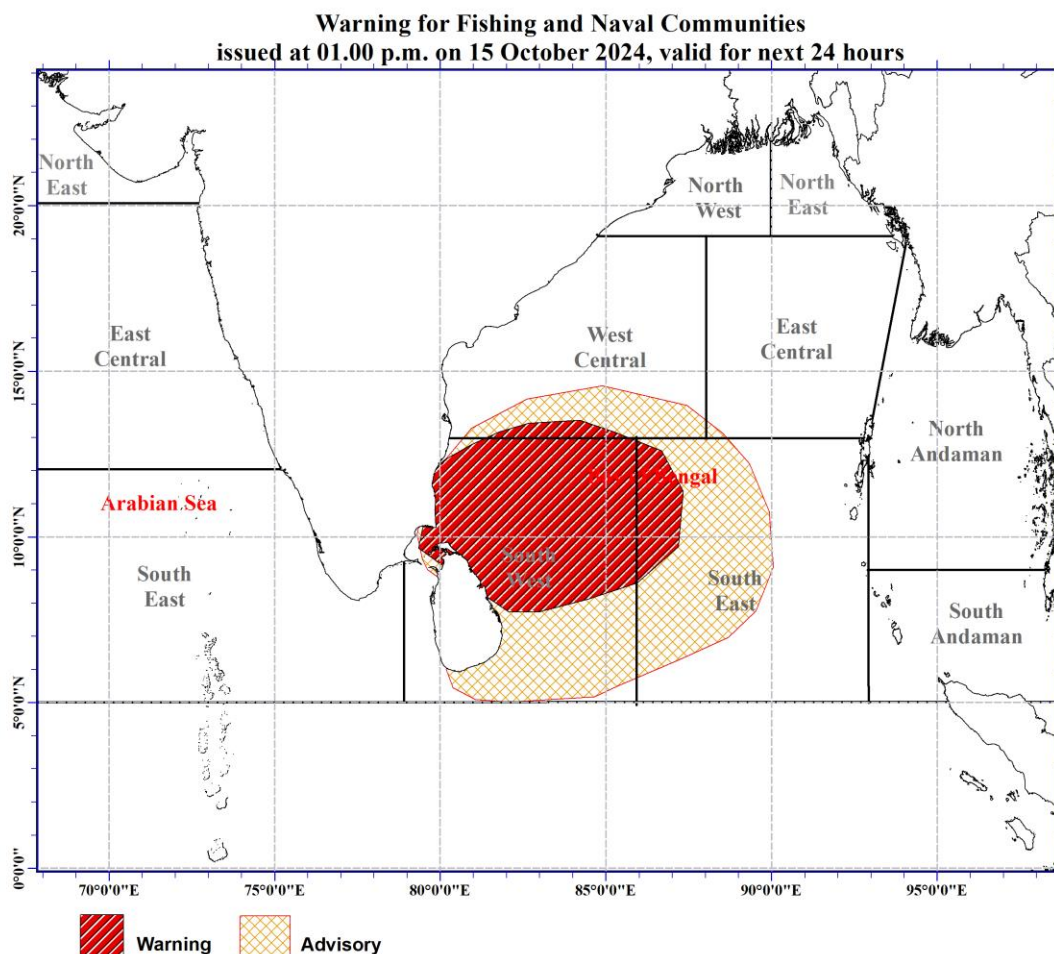 Warning for Fishing and Naval Communities
issued at 01.00 p.m. on 15 October 2024, valid for next 24 hours
North
East
North
West
North
East
East
Central
West
Central
East
Central
North
Andaman
Arabian Sea
Bay of Bengal
South
East
South
West
South
East
South
Andaman
20°0'0"N
15°0'0"N
10°0'0"N
5°0'0"N
0°0'0"
70°0'0"E
75°0'0"E
80°0'0"E
85°0'0"E
90°0'0"E
95°0'0"E
Warning
Advisory